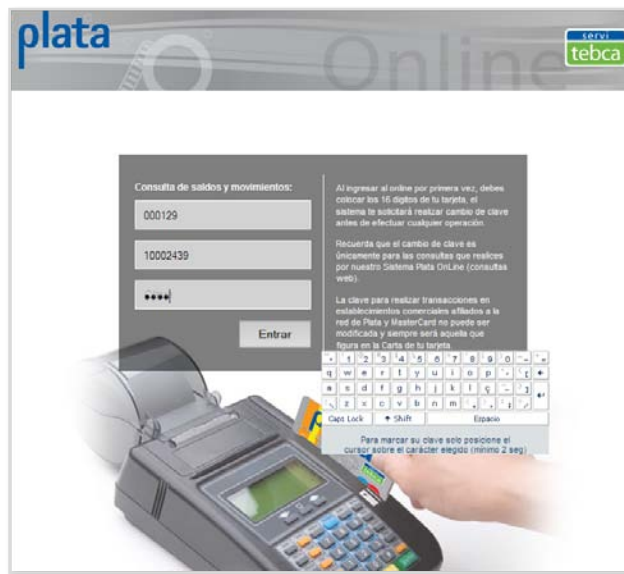 plata
Online
servi
tebca
Consulta de saldos y movimientos:
000129
10002439
Entrar
Al ingresar al online por primera vez, debes
colocar los 16 dígitos de tu tarjeta, el
sistema te solicitará realizar cambio de clave
antes de efectuar cualquier operación.
Recuerda que el cambio de clave es
únicamente para las consultas que realices
por nuestro Sistema Plata OnLine (consultas
web).
La clave para realizar transacciones en
establecimientos comerciales afiliados a la
red de Plata y MasterCard no puede ser
modificada y siempre será aquella que
figura en la Carta de tu tarjeta.
1 2 3 4 5 6 7 8 9 0
q w e r t y u i o p
a s d f g h j k l ç
z x c v b n m
Caps Lock Shift Espacio
Para marcar su clave solo posicione el
cursor sobre el carácter elegido (mínimo 2 seg)
tebca